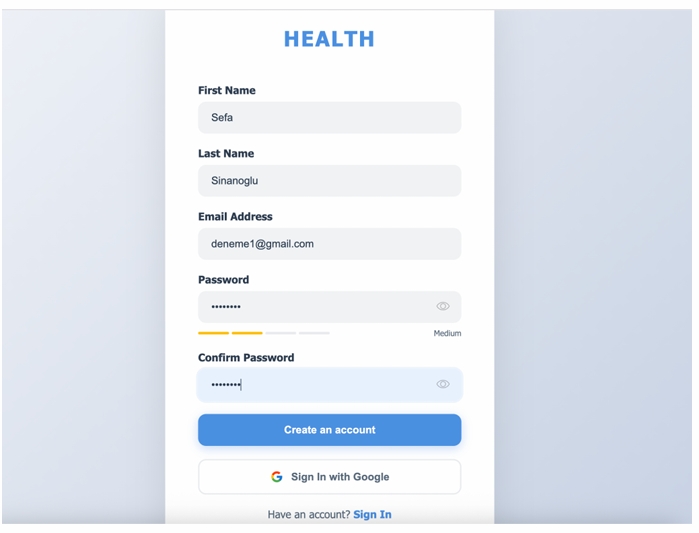 HEALTH
First Name
Sefa
Last Name
Sinanoglu
Email Address
deneme1@gmail.com
Password
••••••••
Medium
Confirm Password
••••••••
Create an account
Sign In with Google
Have an account? Sign In